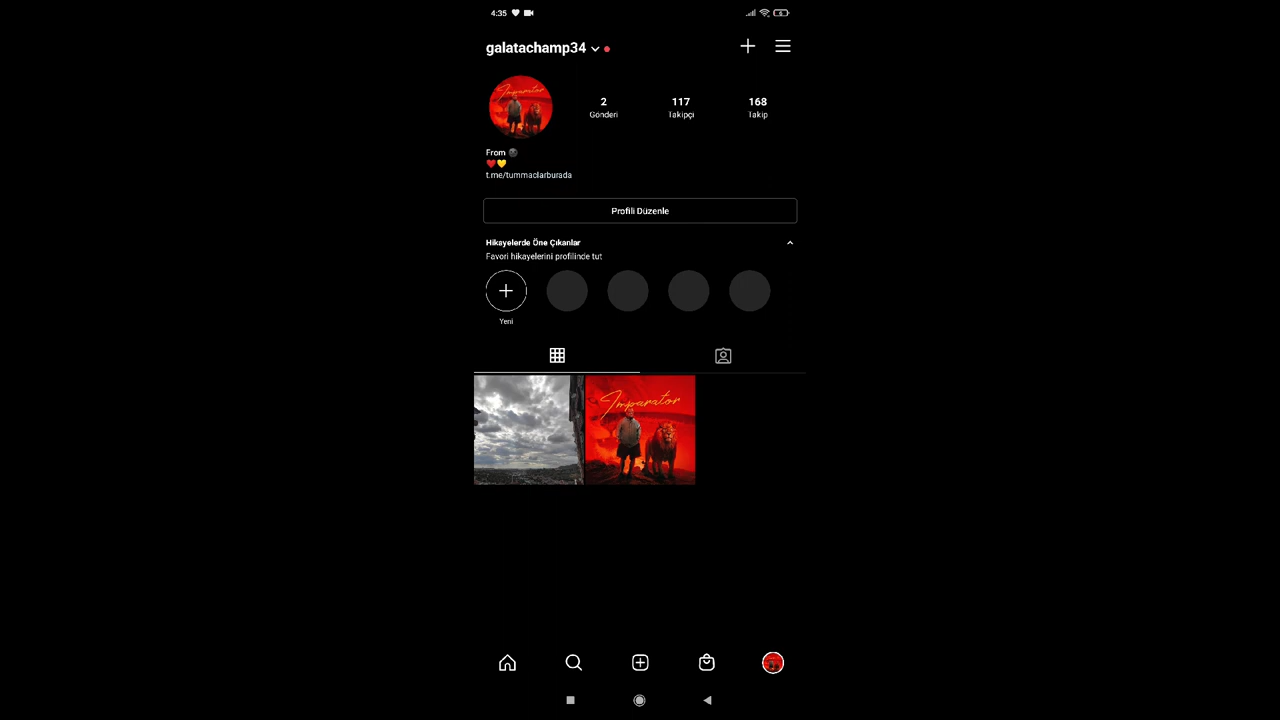 4:35
galatachamp34
Imparator
2
Gönderi
117
Takipçi
168
Takip
From
t.me/tummaclarburada
Profili Düzenle
Hikayelerde Öne Çıkanlar
Favori hikayelerini profilinde tut
Yeni
Imparator